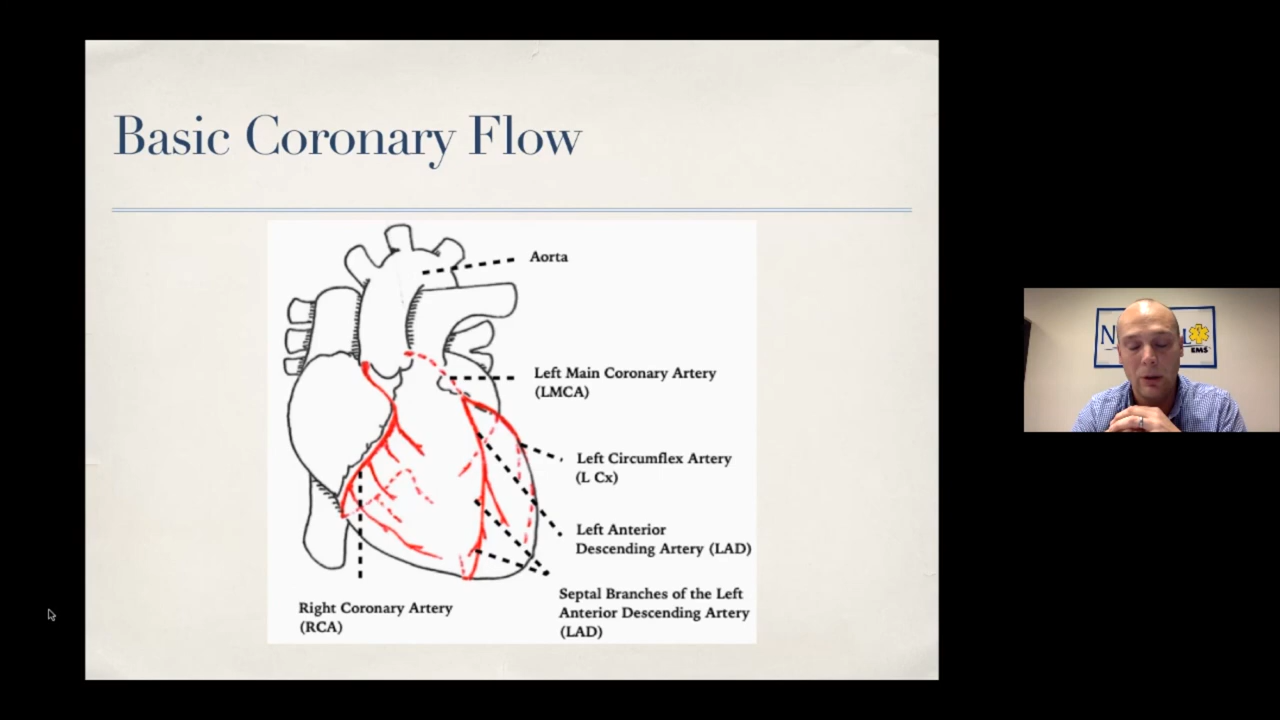 Basic Coronary Flow
Aorta
Left Main Coronary Artery
(LMCA)
Left Circumflex Artery
(L Cx)
Left Anterior
Descending Artery (LAD)
Septal Branches of the Left
Anterior Descending Artery
(LAD)
Right Coronary Artery
(RCA)
EMS